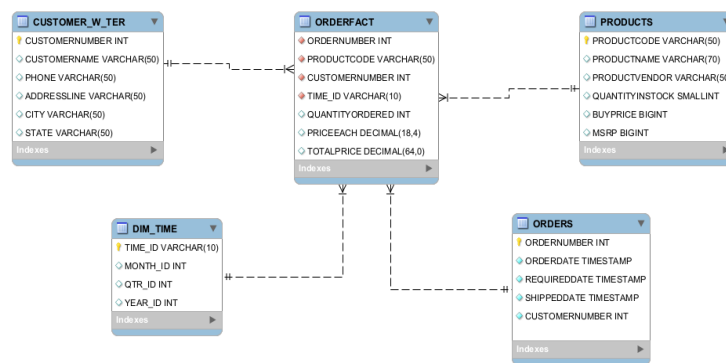 CUSTOMER_W_TER
CUSTOMERNUMBER INT
CUSTOMERNAME VARCHAR(50)
PHONE VARCHAR(50)
ADDRESSLINE VARCHAR(50)
CITY VARCHAR(50)
STATE VARCHAR(50)
Indexes
ORDERFACT
ORDERNUMBER INT
PRODUCTCODE VARCHAR(50)
CUSTOMERNUMBER INT
TIME_ID VARCHAR(10)
QUANTITYORDERED INT
PRICEEACH DECIMAL(18,4)
TOTALPRICE DECIMAL(64,0)
Indexes
PRODUCTS
PRODUCTCODE VARCHAR(50)
PRODUCTNAME VARCHAR(70)
PRODUCTVENDOR VARCHAR(50
QUANTITYINSTOCK SMALLINT
BUYPRICE BIGINT
MSRP BIGINT
Indexes
DIM_TIME
TIME_ID VARCHAR(10)
MONTH_ID INT
QTR_ID INT
YEAR_ID INT
Indexes
ORDERS
ORDERNUMBER INT
ORDERDATE TIMESTAMP
REQUIREDDATE TIMESTAMP
SHIPPEDDATE TIMESTAMP
CUSTOMERNUMBER INT
Indexes